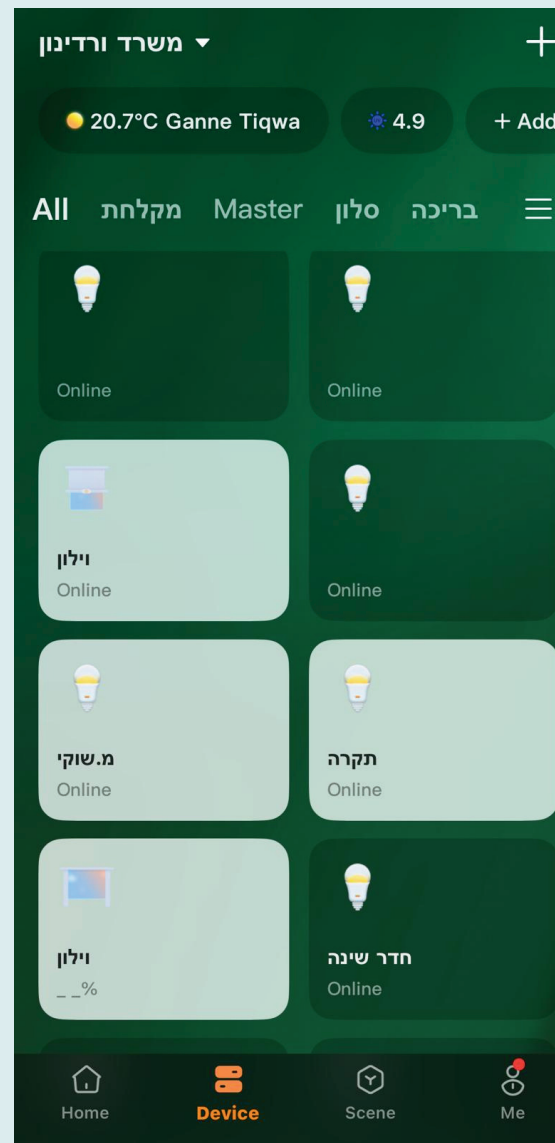 משרד ורדינון
20.7°C Ganne Tiqwa
4.9
+ Add
All מקלחת Master סלון בריכה
Online
Online
וילון
Online
Online
מ.שוקי
Online
תקרה
Online
וילון
_ _%
חדר שינה
Online
Home
Device
Scene
Me